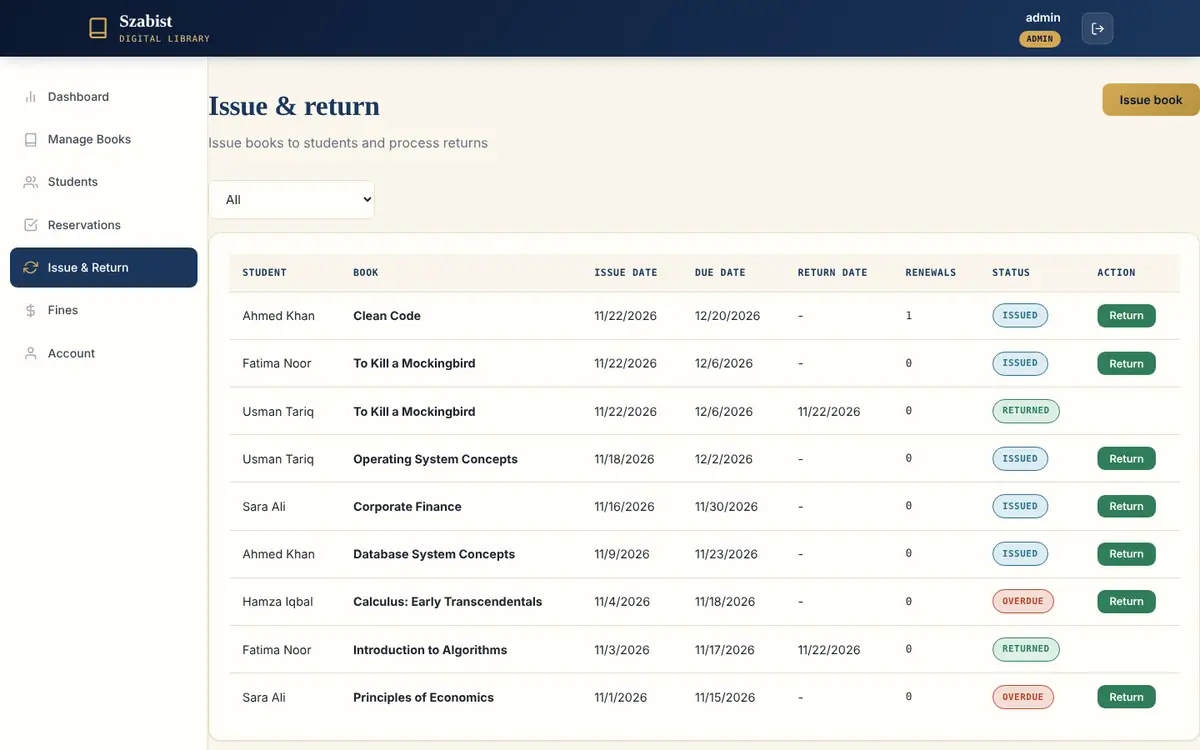 Szabist
DIGITAL LIBRARY
admin
ADMIN
Dashboard
Manage Books
Students
Reservations
Issue & Return
Fines
Account
Issue & return
Issue book
Issue books to students and process returns
All
STUDENT BOOK ISSUE DATE DUE DATE RETURN DATE RENEWALS STATUS ACTION
Ahmed Khan Clean Code 11/22/2026 12/20/2026 - 1 ISSUED Return
Fatima Noor To Kill a Mockingbird 11/22/2026 12/6/2026 - 0 ISSUED Return
Usman Tariq To Kill a Mockingbird 11/22/2026 12/6/2026 11/22/2026 0 RETURNED
Usman Tariq Operating System Concepts 11/18/2026 12/2/2026 - 0 ISSUED Return
Sara Ali Corporate Finance 11/16/2026 11/30/2026 - 0 ISSUED Return
Ahmed Khan Database System Concepts 11/9/2026 11/23/2026 - 0 ISSUED Return
Hamza Iqbal Calculus: Early Transcendentals 11/4/2026 11/18/2026 - 0 OVERDUE Return
Fatima Noor Introduction to Algorithms 11/3/2026 11/17/2026 11/22/2026 0 RETURNED
Sara Ali Principles of Economics 11/1/2026 11/15/2026 - 0 OVERDUE Return